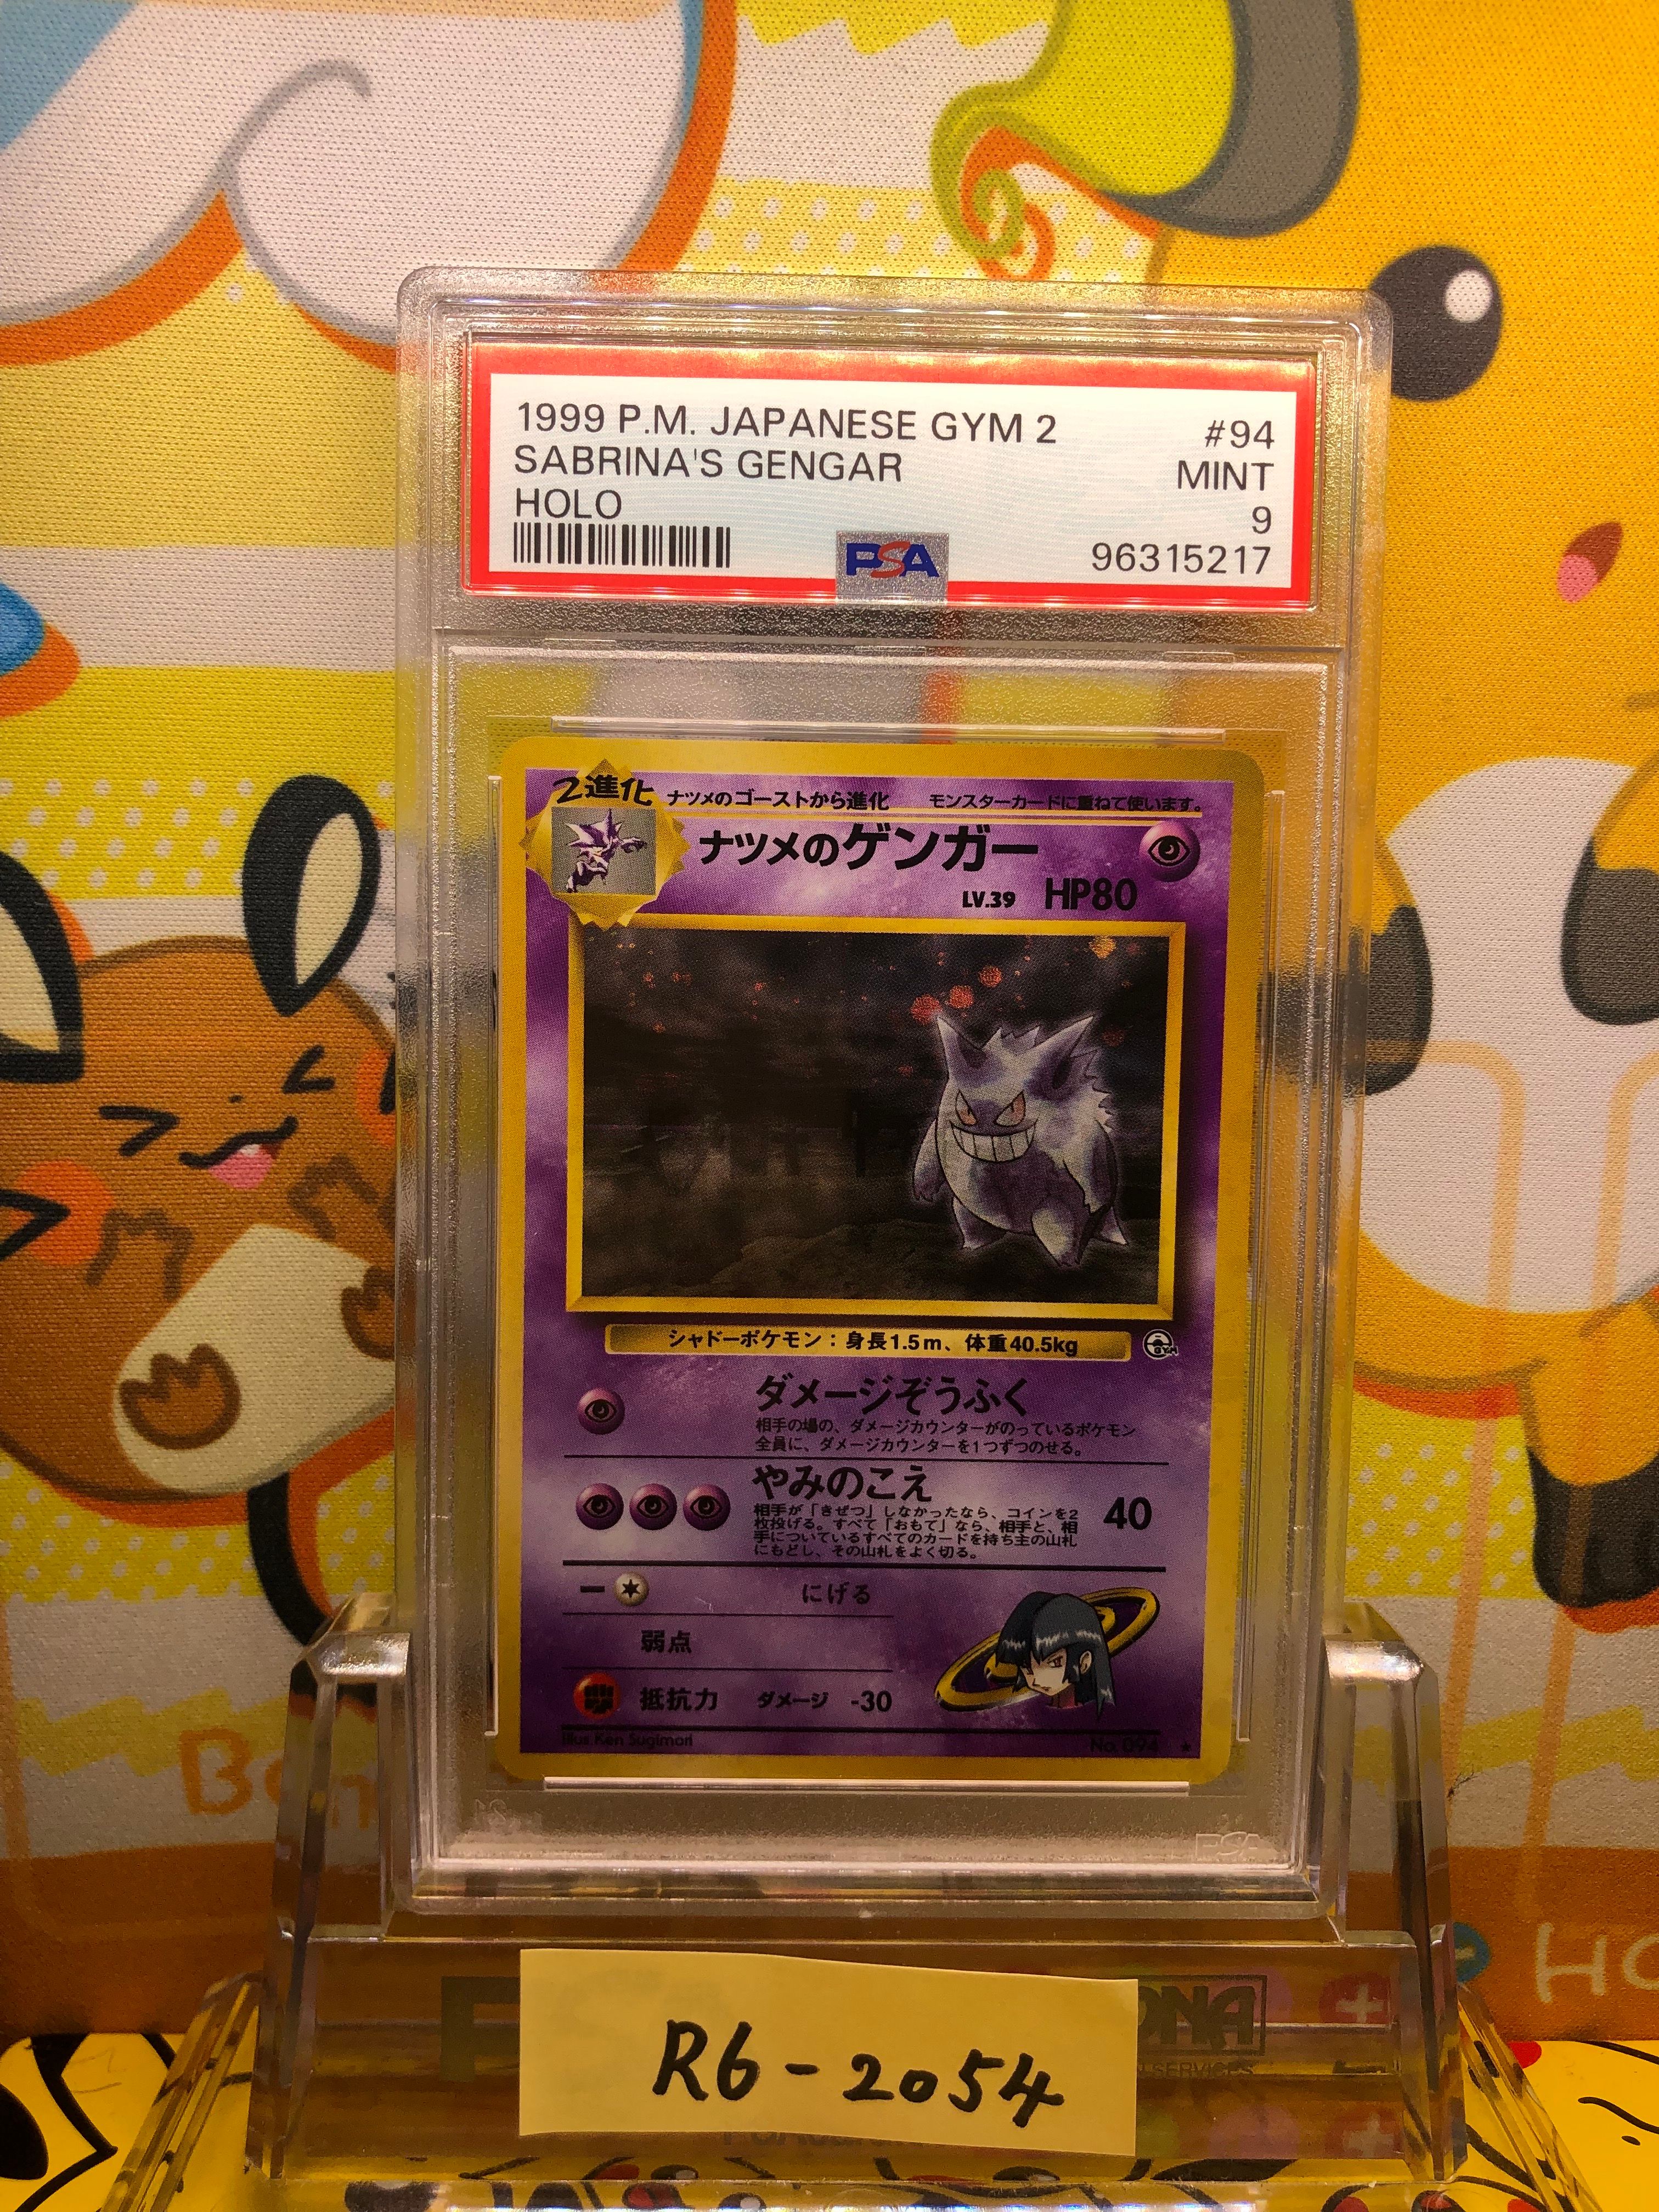 1999 P.M. JAPANESE GYM 2 #94
SABRINA'S GENGAR MINT
HOLO 9
PSA 96315217
2進化 ナツメのゴーストから進化 モンスターカードに重ねて使います。
ナツメのゲンガー
LV.39 HP80
シャドーポケモン：身長1.5m、体重40.5kg
GYM
ダメージぞうふく
相手の場の、ダメージカウンターがのっているポケモン
全員に、ダメージカウンターを1つずつのせる。
やみのこえ 40
相手が「きぜつ」しなかったなら、コインを2
枚投げる。すべて「おもて」なら、相手と、相
手についているすべてのカードを持ち主の山札
にもどし、その山札をよく切る。
にげる
弱点
抵抗力 ダメージ -30
Illus. Ken Sugimori No. 094 ★
PSA
R6-2054
SERVICES